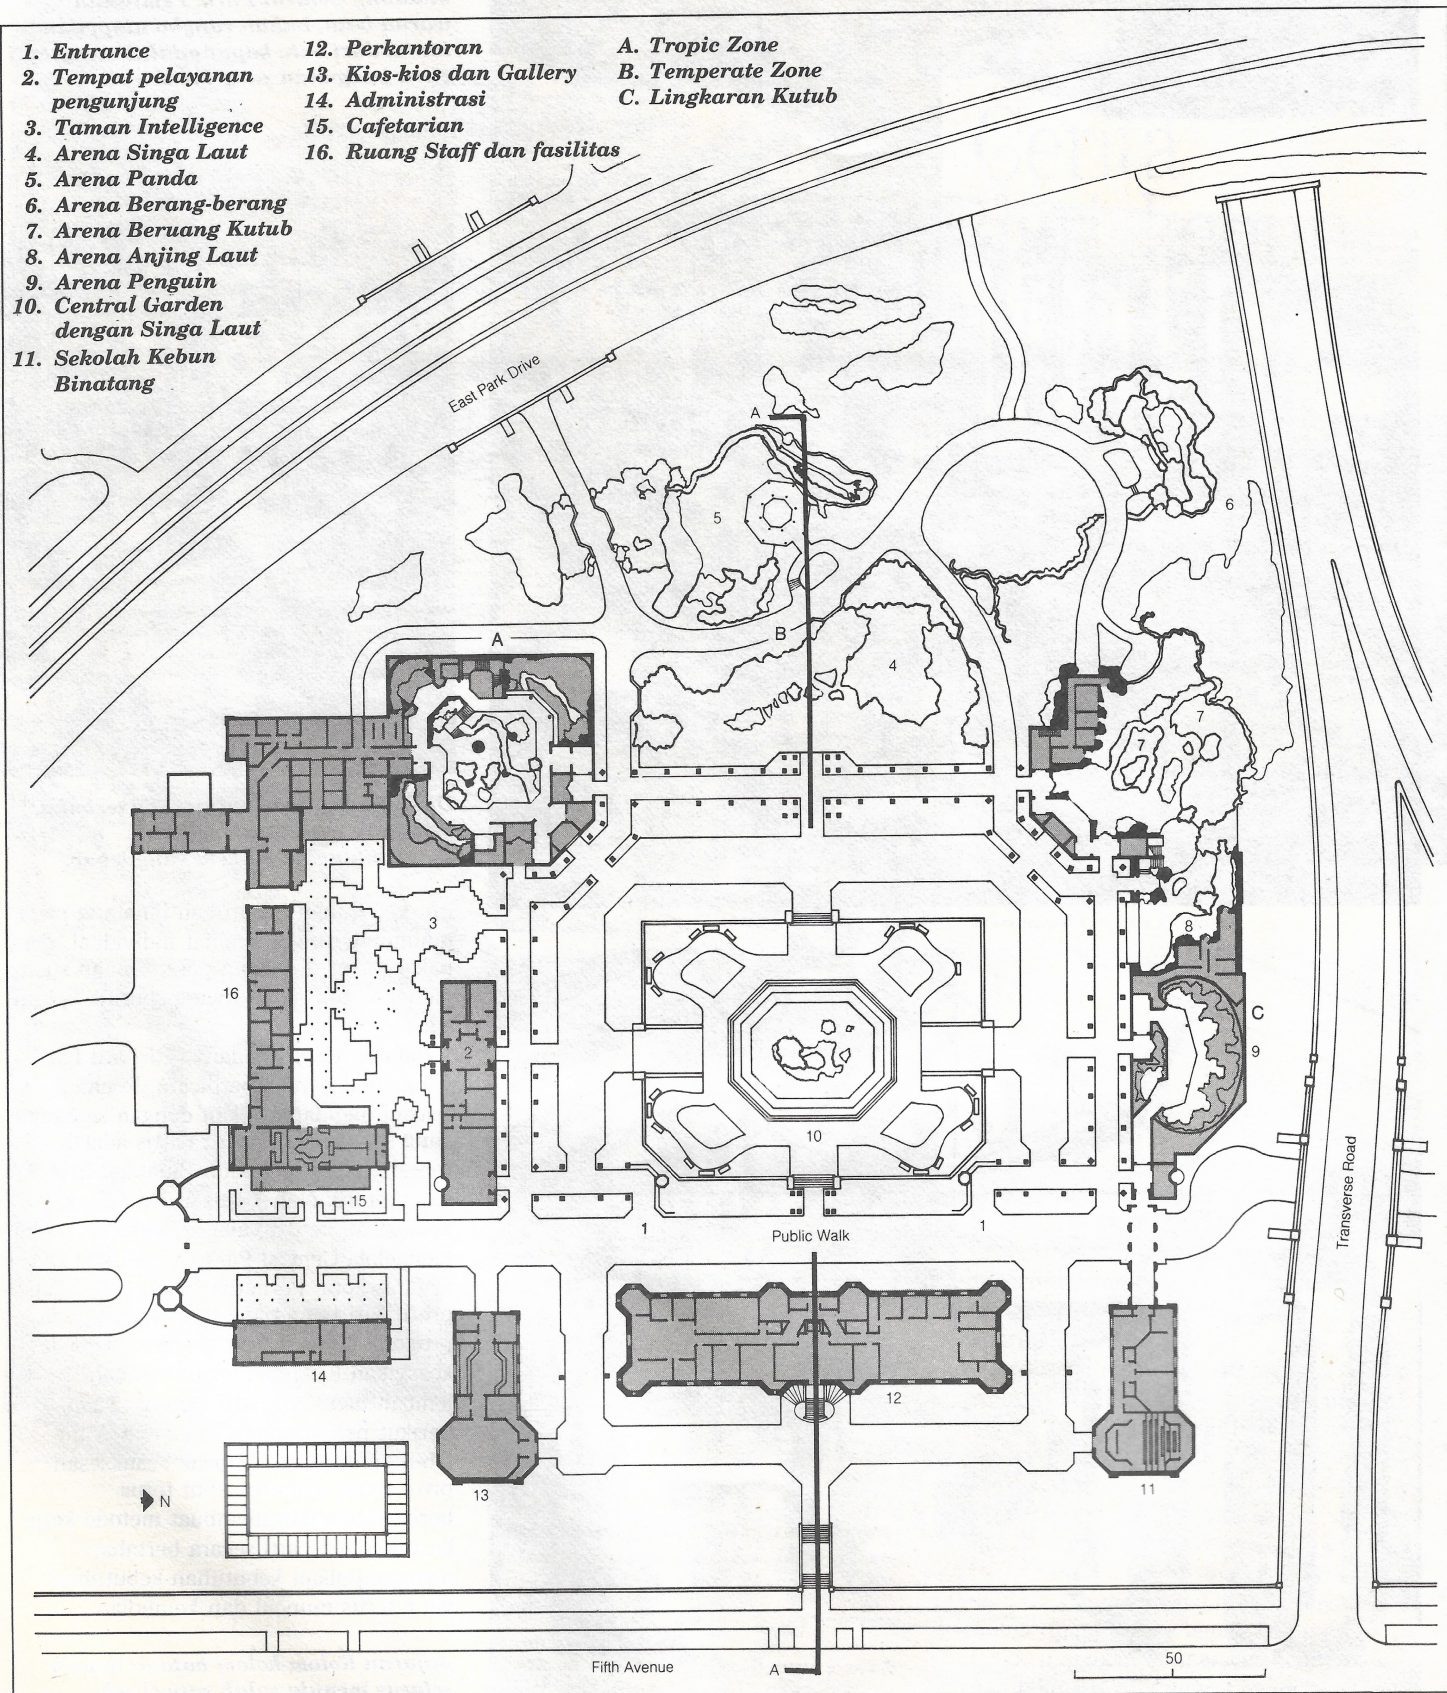 1. Entrance
2. Tempat pelayanan
pengunjung
3. Taman Intelligence
4. Arena Singa Laut
5. Arena Panda
6. Arena Berang-berang
7. Arena Beruang Kutub
8. Arena Anjing Laut
9. Arena Penguin
10. Central Garden
dengan Singa Laut
11. Sekolah Kebun
Binatang
12. Perkantoran
13. Kios-kios dan Gallery
14. Administrasi
15. Cafetarian
16. Ruang Staff dan fasilitas
A. Tropic Zone
B. Temperate Zone
C. Lingkaran Kutub
East Park Drive
A
5
6
A
B
4
7
7
3
8
16
C
2
9
10
15
1
1
Public Walk
Transverse Road
14
12
13
11
N
50
Fifth Avenue
A